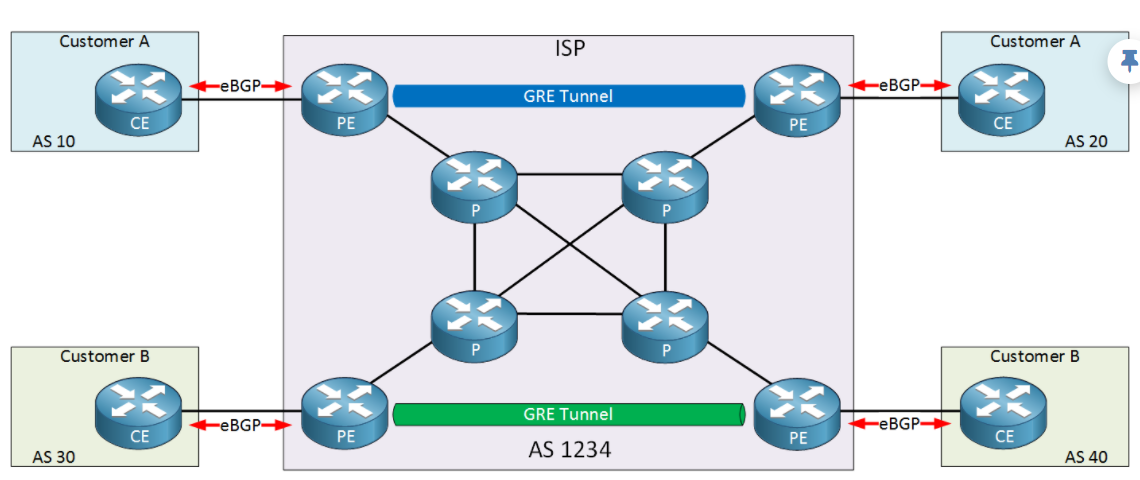 ISP
Customer A
Customer A
eBGP
GRE Tunnel
eBGP
CE
PE
PE
CE
AS 10
AS 20
P
P
P
P
Customer B
Customer B
GRE Tunnel
eBGP
eBGP
CE
PE
PE
CE
AS 30
AS 1234
AS 40